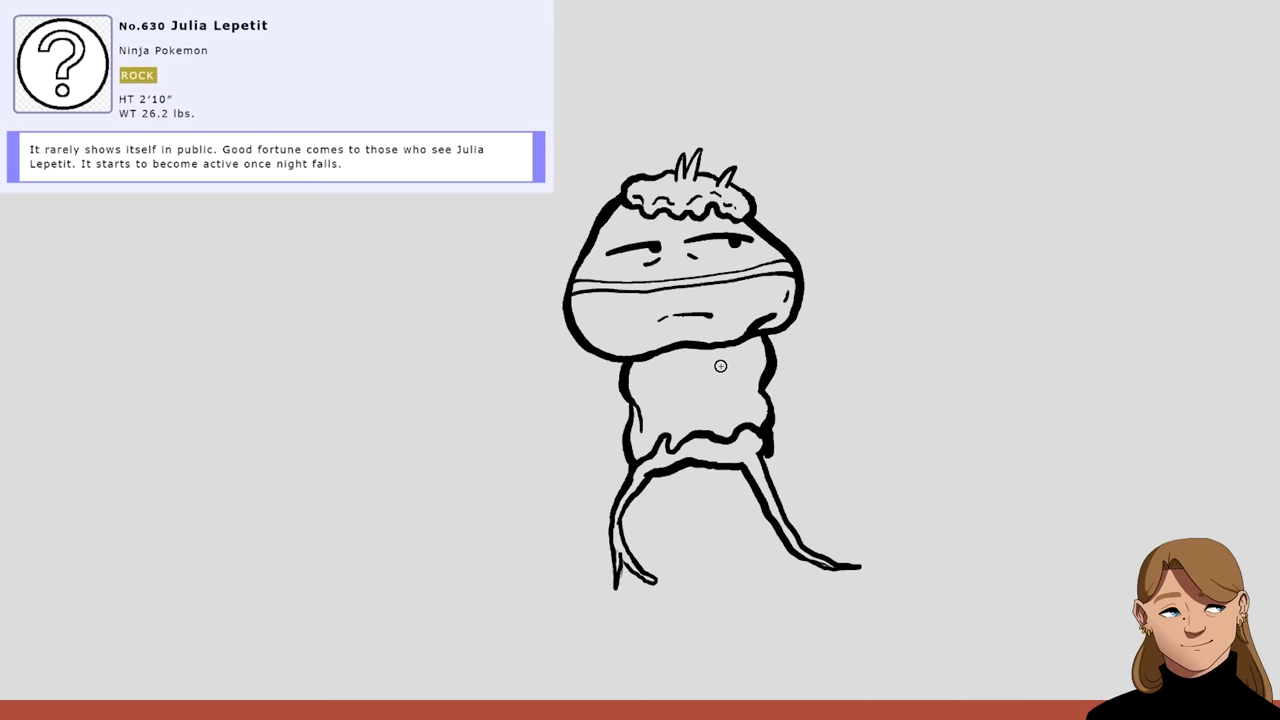 No.630 Julia Lepetit
Ninja Pokemon
ROCK
HT 2'10"
WT 26.2 lbs.
It rarely shows itself in public. Good fortune comes to those who see Julia
Lepetit. It starts to become active once night falls.